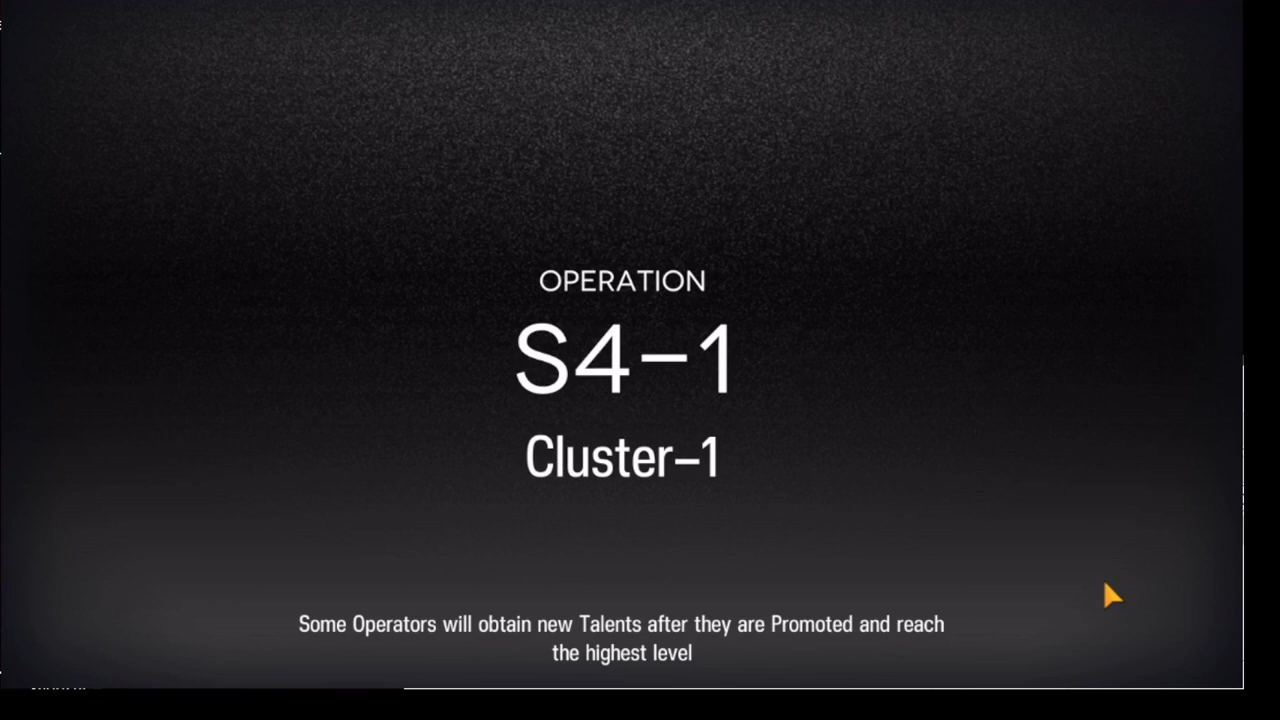 OPERATION
S4-1
Cluster-1
Some Operators will obtain new Talents after they are Promoted and reach
the highest level